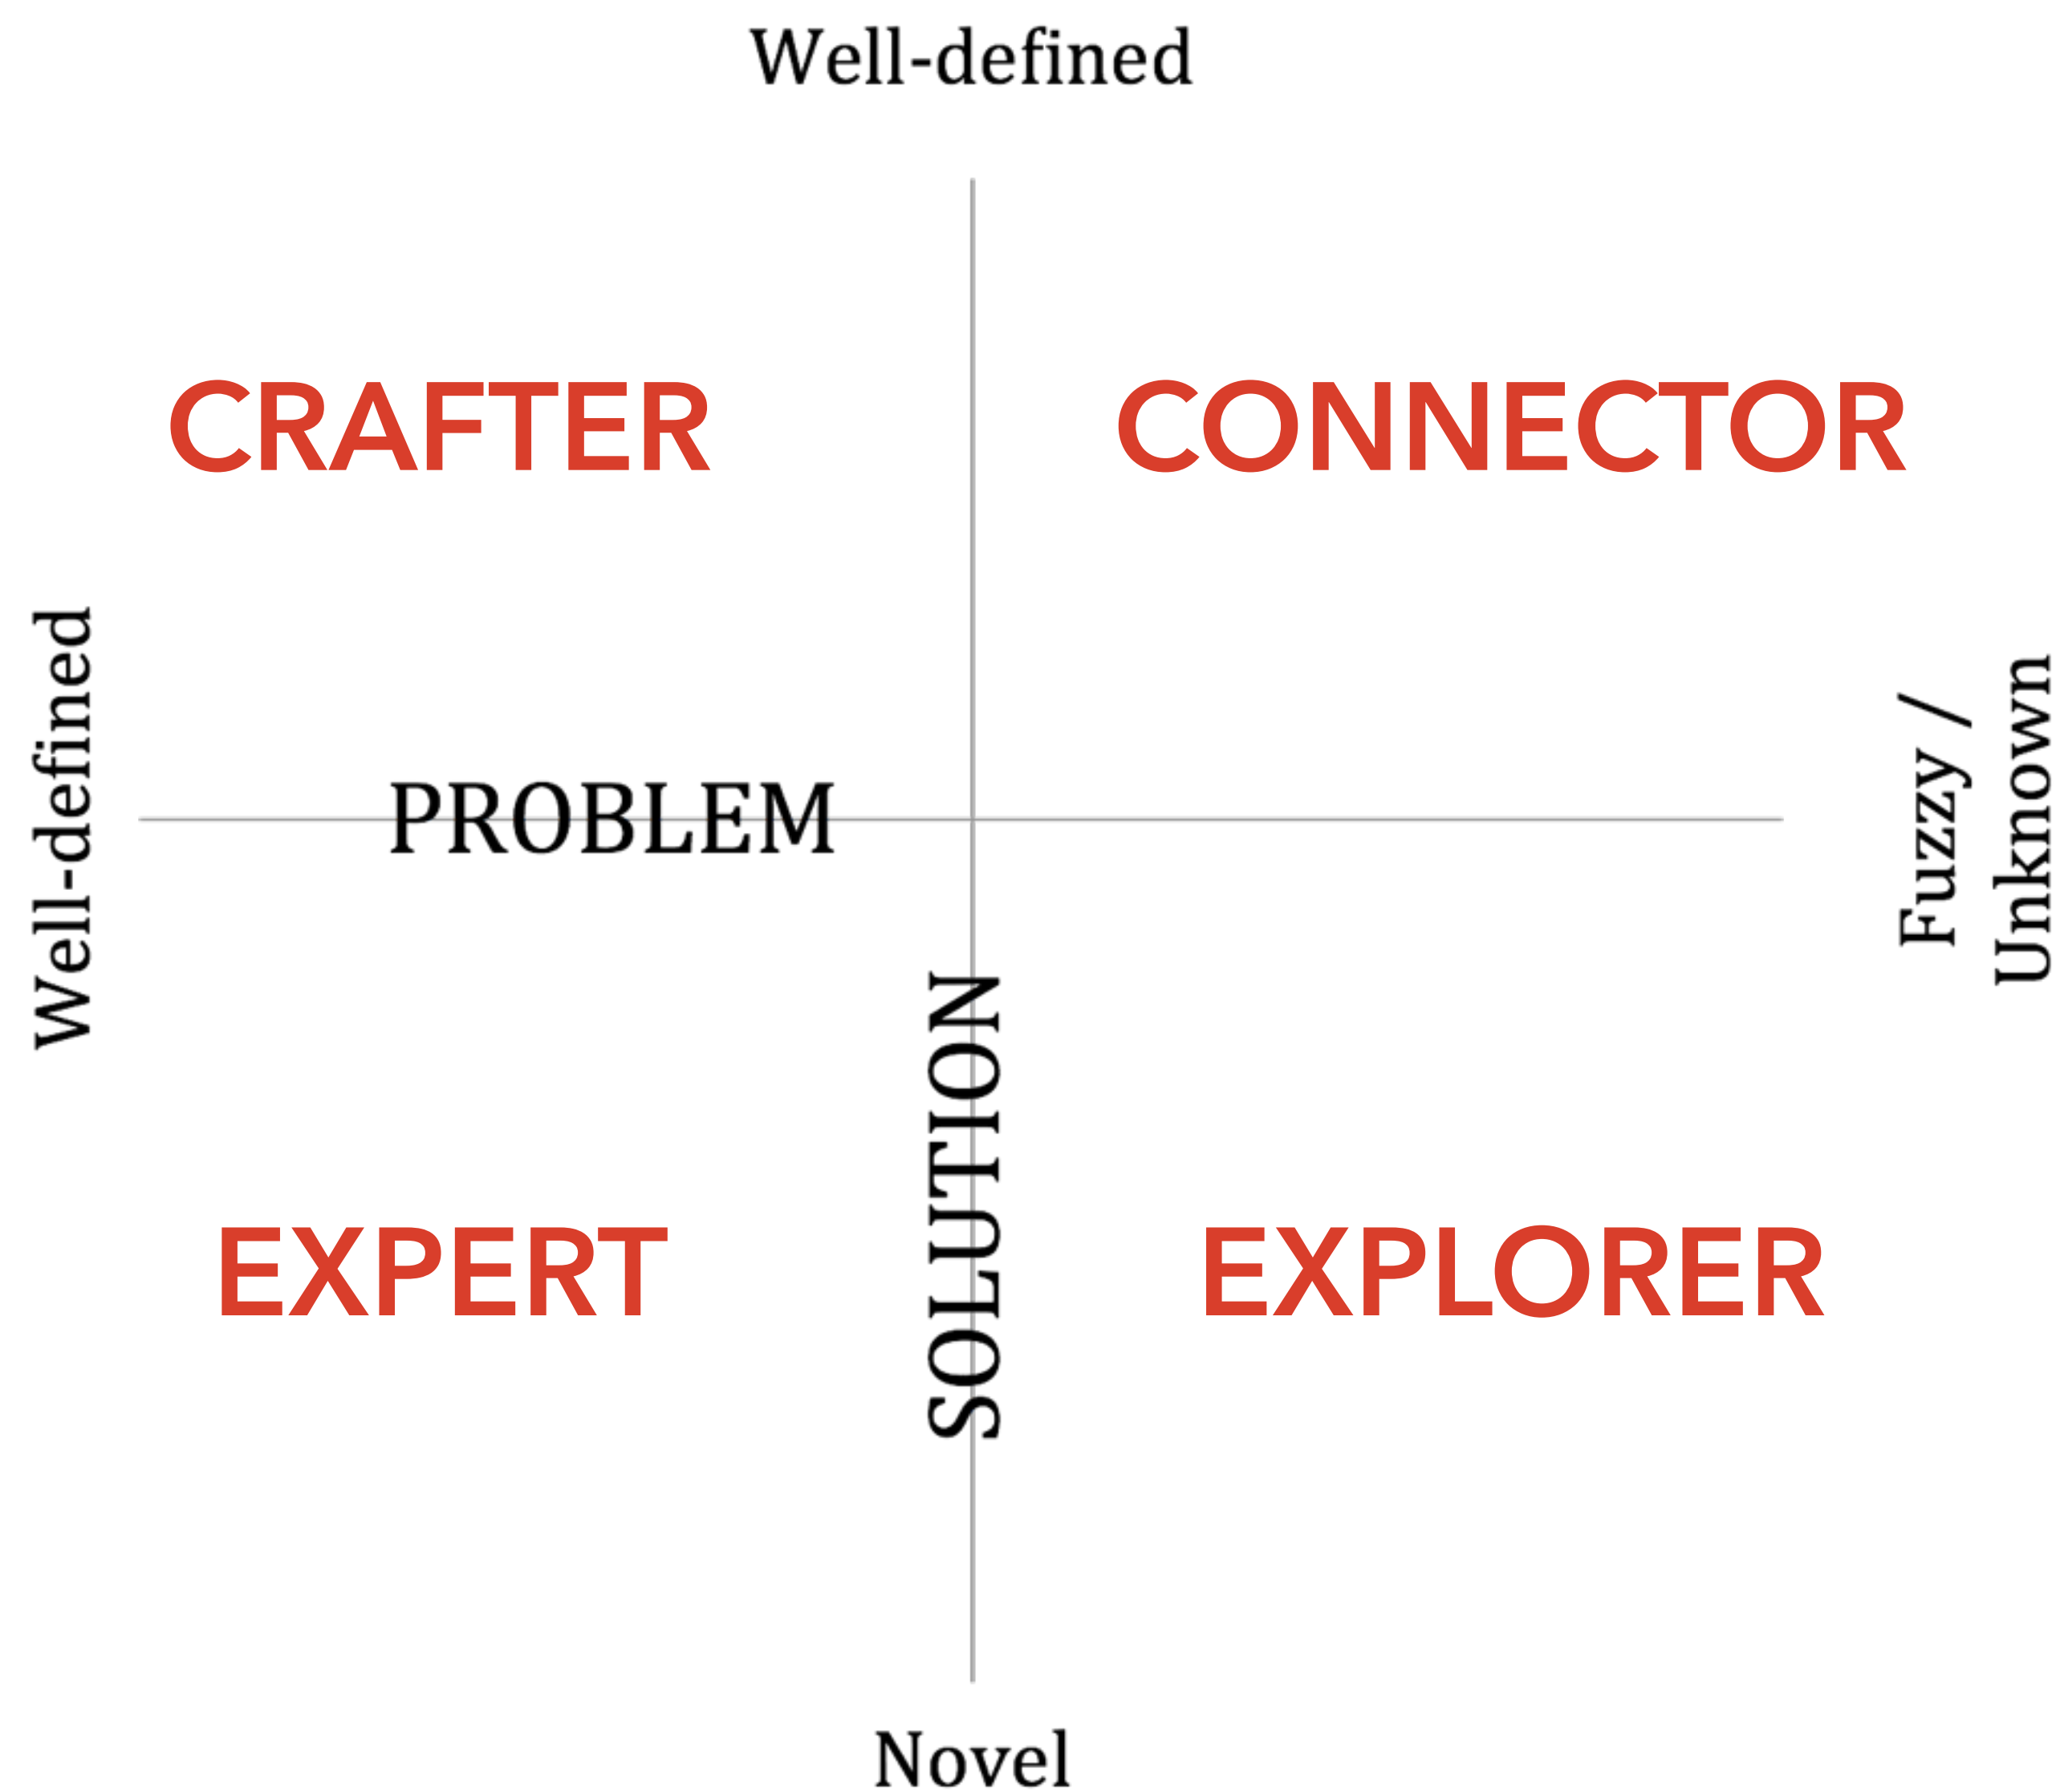 Well-defined
CRAFTER
CONNECTOR
Well-defined
PROBLEM
Fuzzy /
Unknown
SOLUTION
EXPERT
EXPLORER
Novel